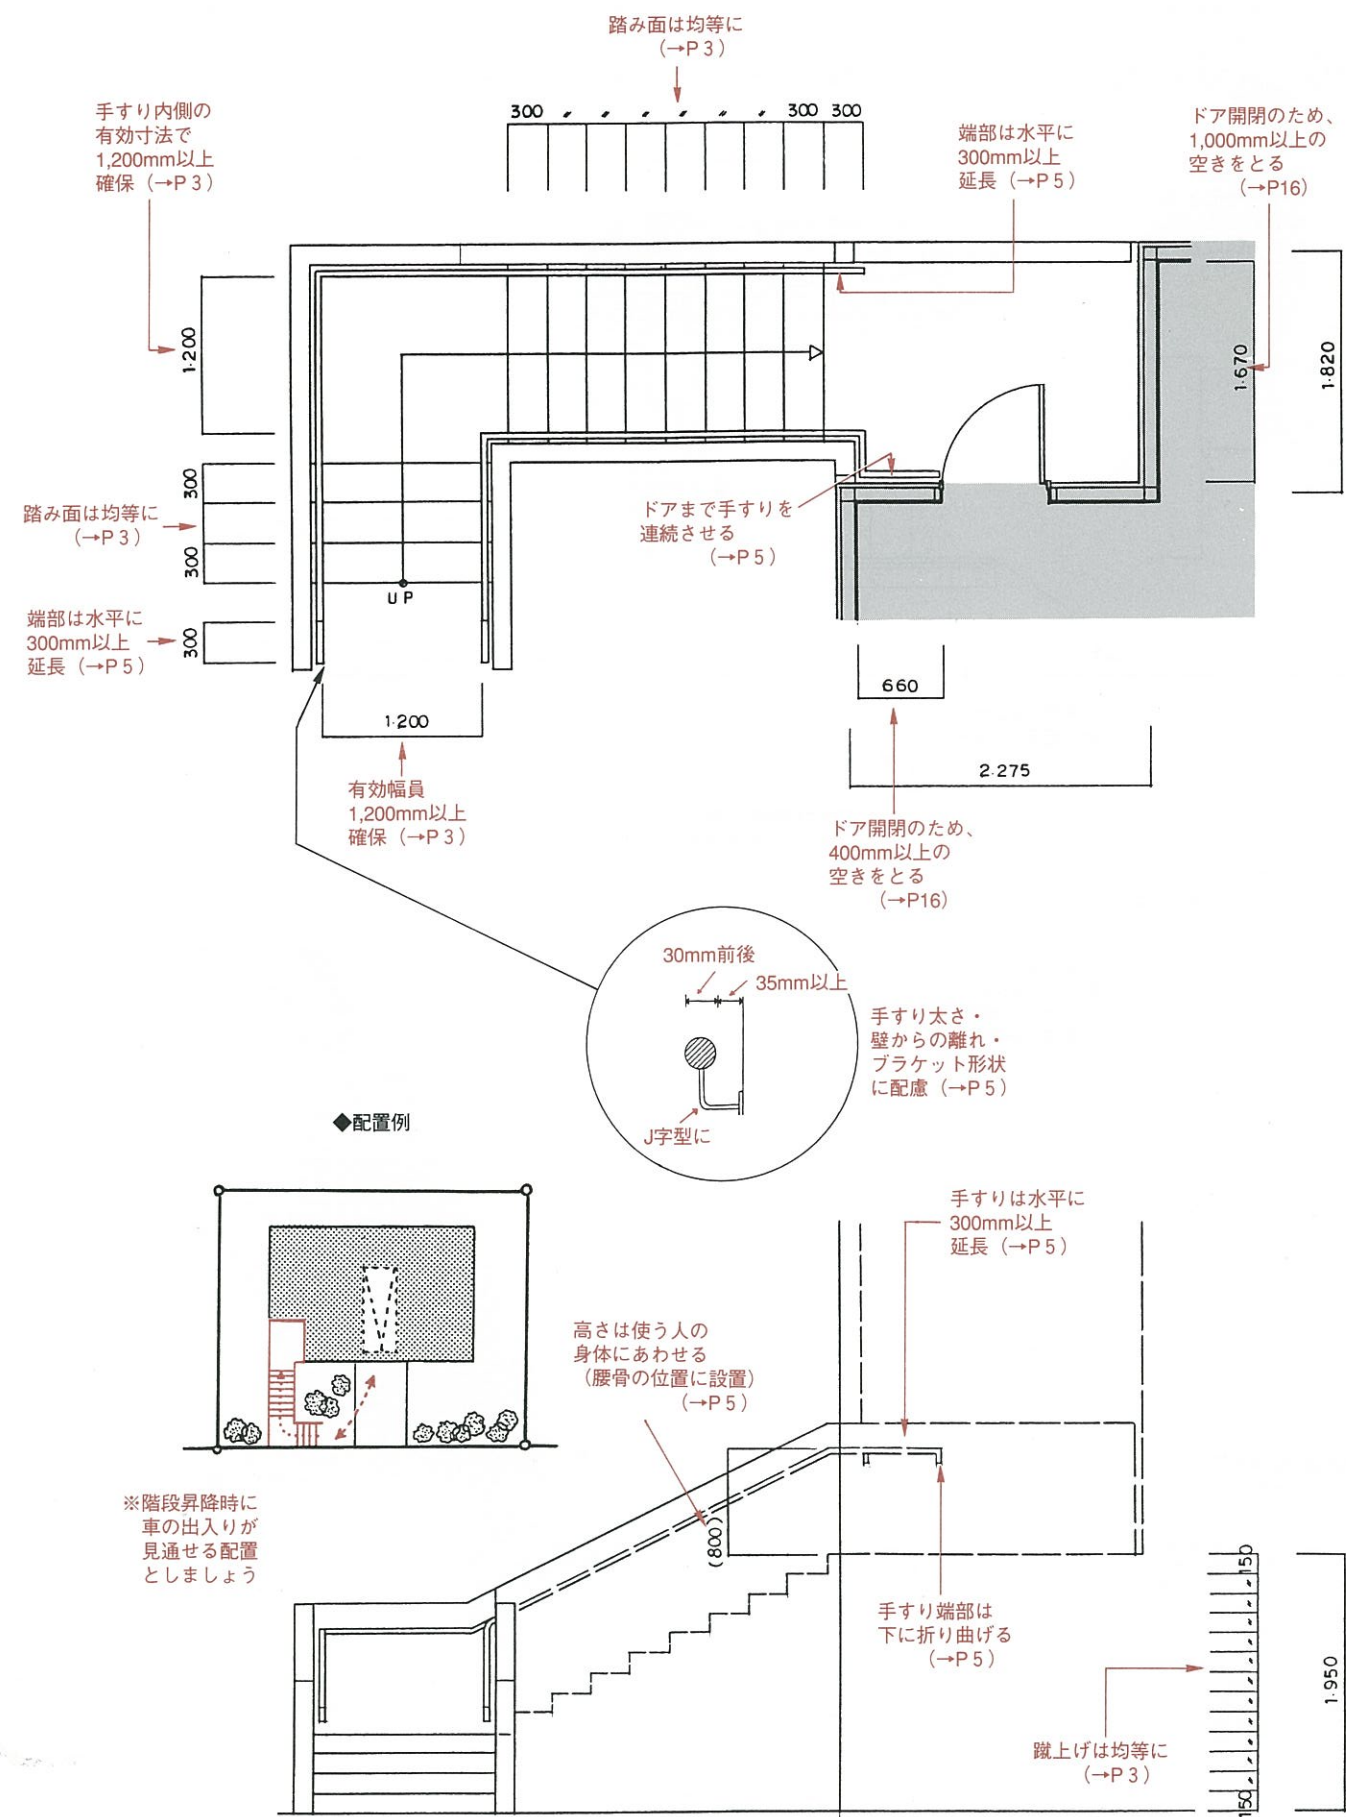 踏み面は均等に
（→P 3 ）
300 〃 〃 〃 〃 〃 〃 300 300
手すり内側の
有効寸法で
1,200mm以上
確保（→P 3 ）
端部は水平に
300mm以上
延長（→P 5 ）
ドア開閉のため、
1,000mm以上の
空きをとる
（→P16）
1・200
1・670
1・820
300
踏み面は均等に
（→P 3 ）
300
ドアまで手すりを
連続させる
（→P 5 ）
UP
端部は水平に
300mm以上
延長（→P 5 ）
300
660
1・200
2・275
有効幅員
1,200mm以上
確保（→P 3 ）
ドア開閉のため、
400mm以上の
空きをとる
（→P16）
30mm前後
35mm以上
手すり太さ・
壁からの離れ・
ブラケット形状
に配慮（→P 5 ）
J字型に
◆配置例
手すりは水平に
300mm以上
延長（→P 5 ）
高さは使う人の
身体にあわせる
（腰骨の位置に設置）
（→P 5 ）
※階段昇降時に
車の出入りが
見通せる配置
としましょう
(800)
手すり端部は
下に折り曲げる
（→P 5 ）
150
〃 〃 〃 〃 〃 〃 〃 〃 〃 〃 〃
150
1・950
蹴上げは均等に
（→P 3 ）